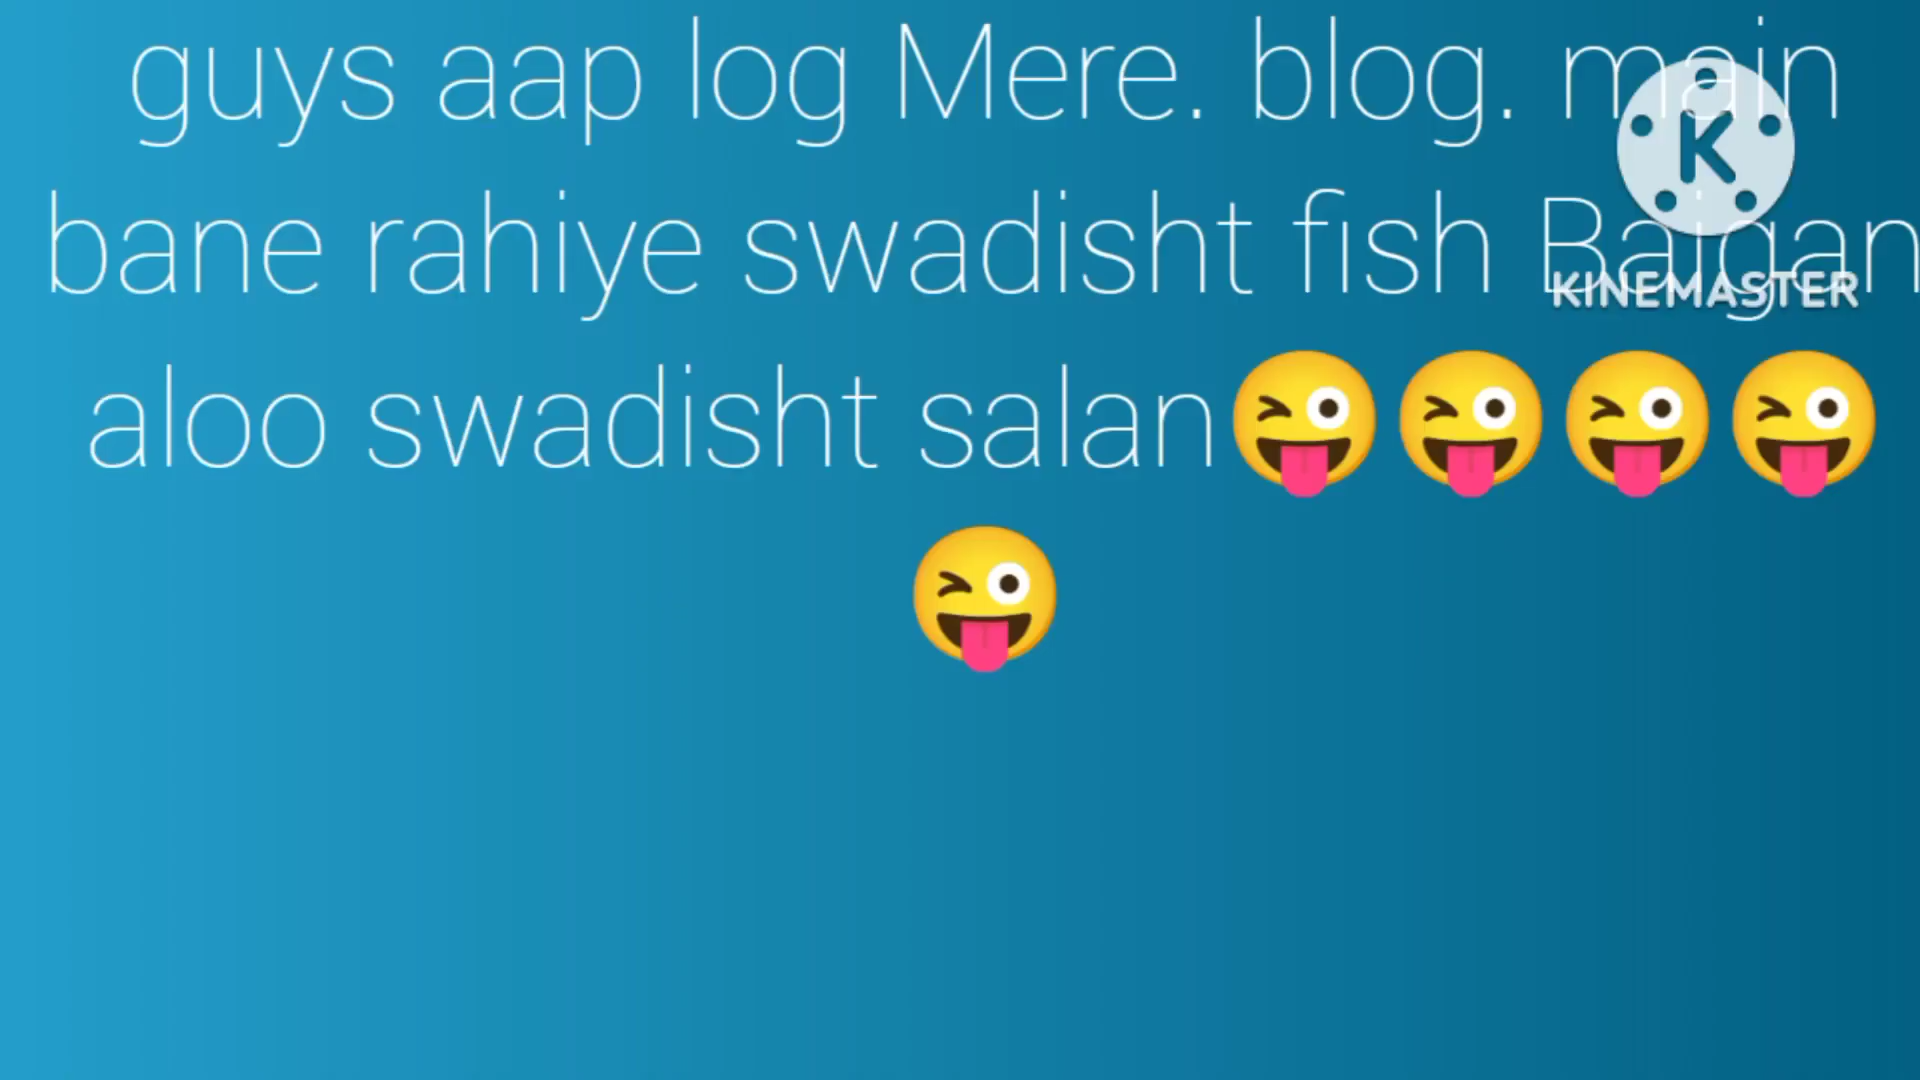 guys aap log Mere. blog. main
bane rahiye swadisht fish Baigan
aloo swadisht salan😜😜😜😜
😜
K
KINEMASTER